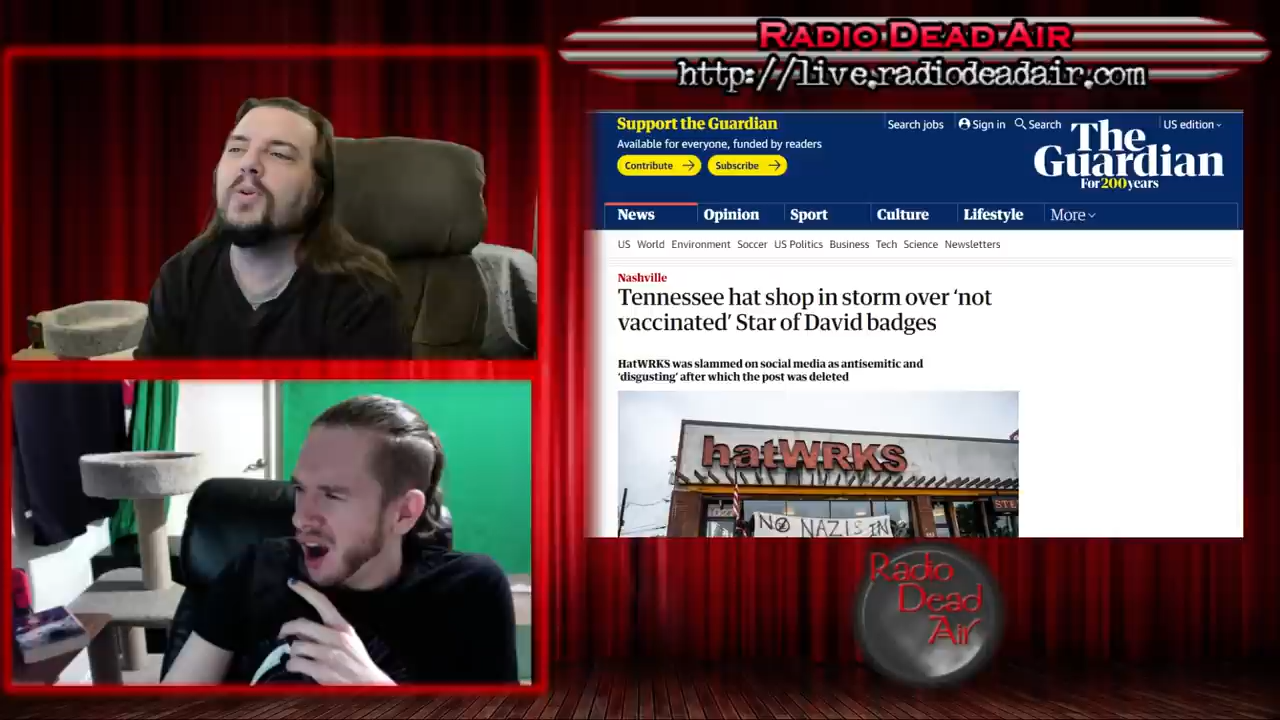 RADIO DEAD AIR
http://live.radiodeadair.com
Support the Guardian
Available for everyone, funded by readers
Contribute
Subscribe
Search jobs
Sign in
Search
US edition
The
Guardian
For 200 years
News Opinion Sport Culture Lifestyle More
US World Environment Soccer US Politics Business Tech Science Newsletters
Nashville
Tennessee hat shop in storm over ‘not
vaccinated’ Star of David badges
HatWRKS was slammed on social media as antisemitic and
‘disgusting’ after which the post was deleted
hatWRKS
NO NAZIS IN
STE
Radio
Dead
Air